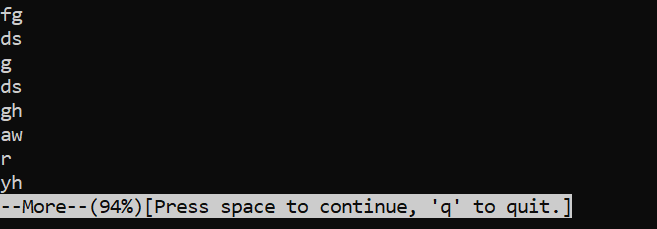 fg
ds
g
ds
gh
aw
r
yh
--More--(94%)[Press space to continue, 'q' to quit.]